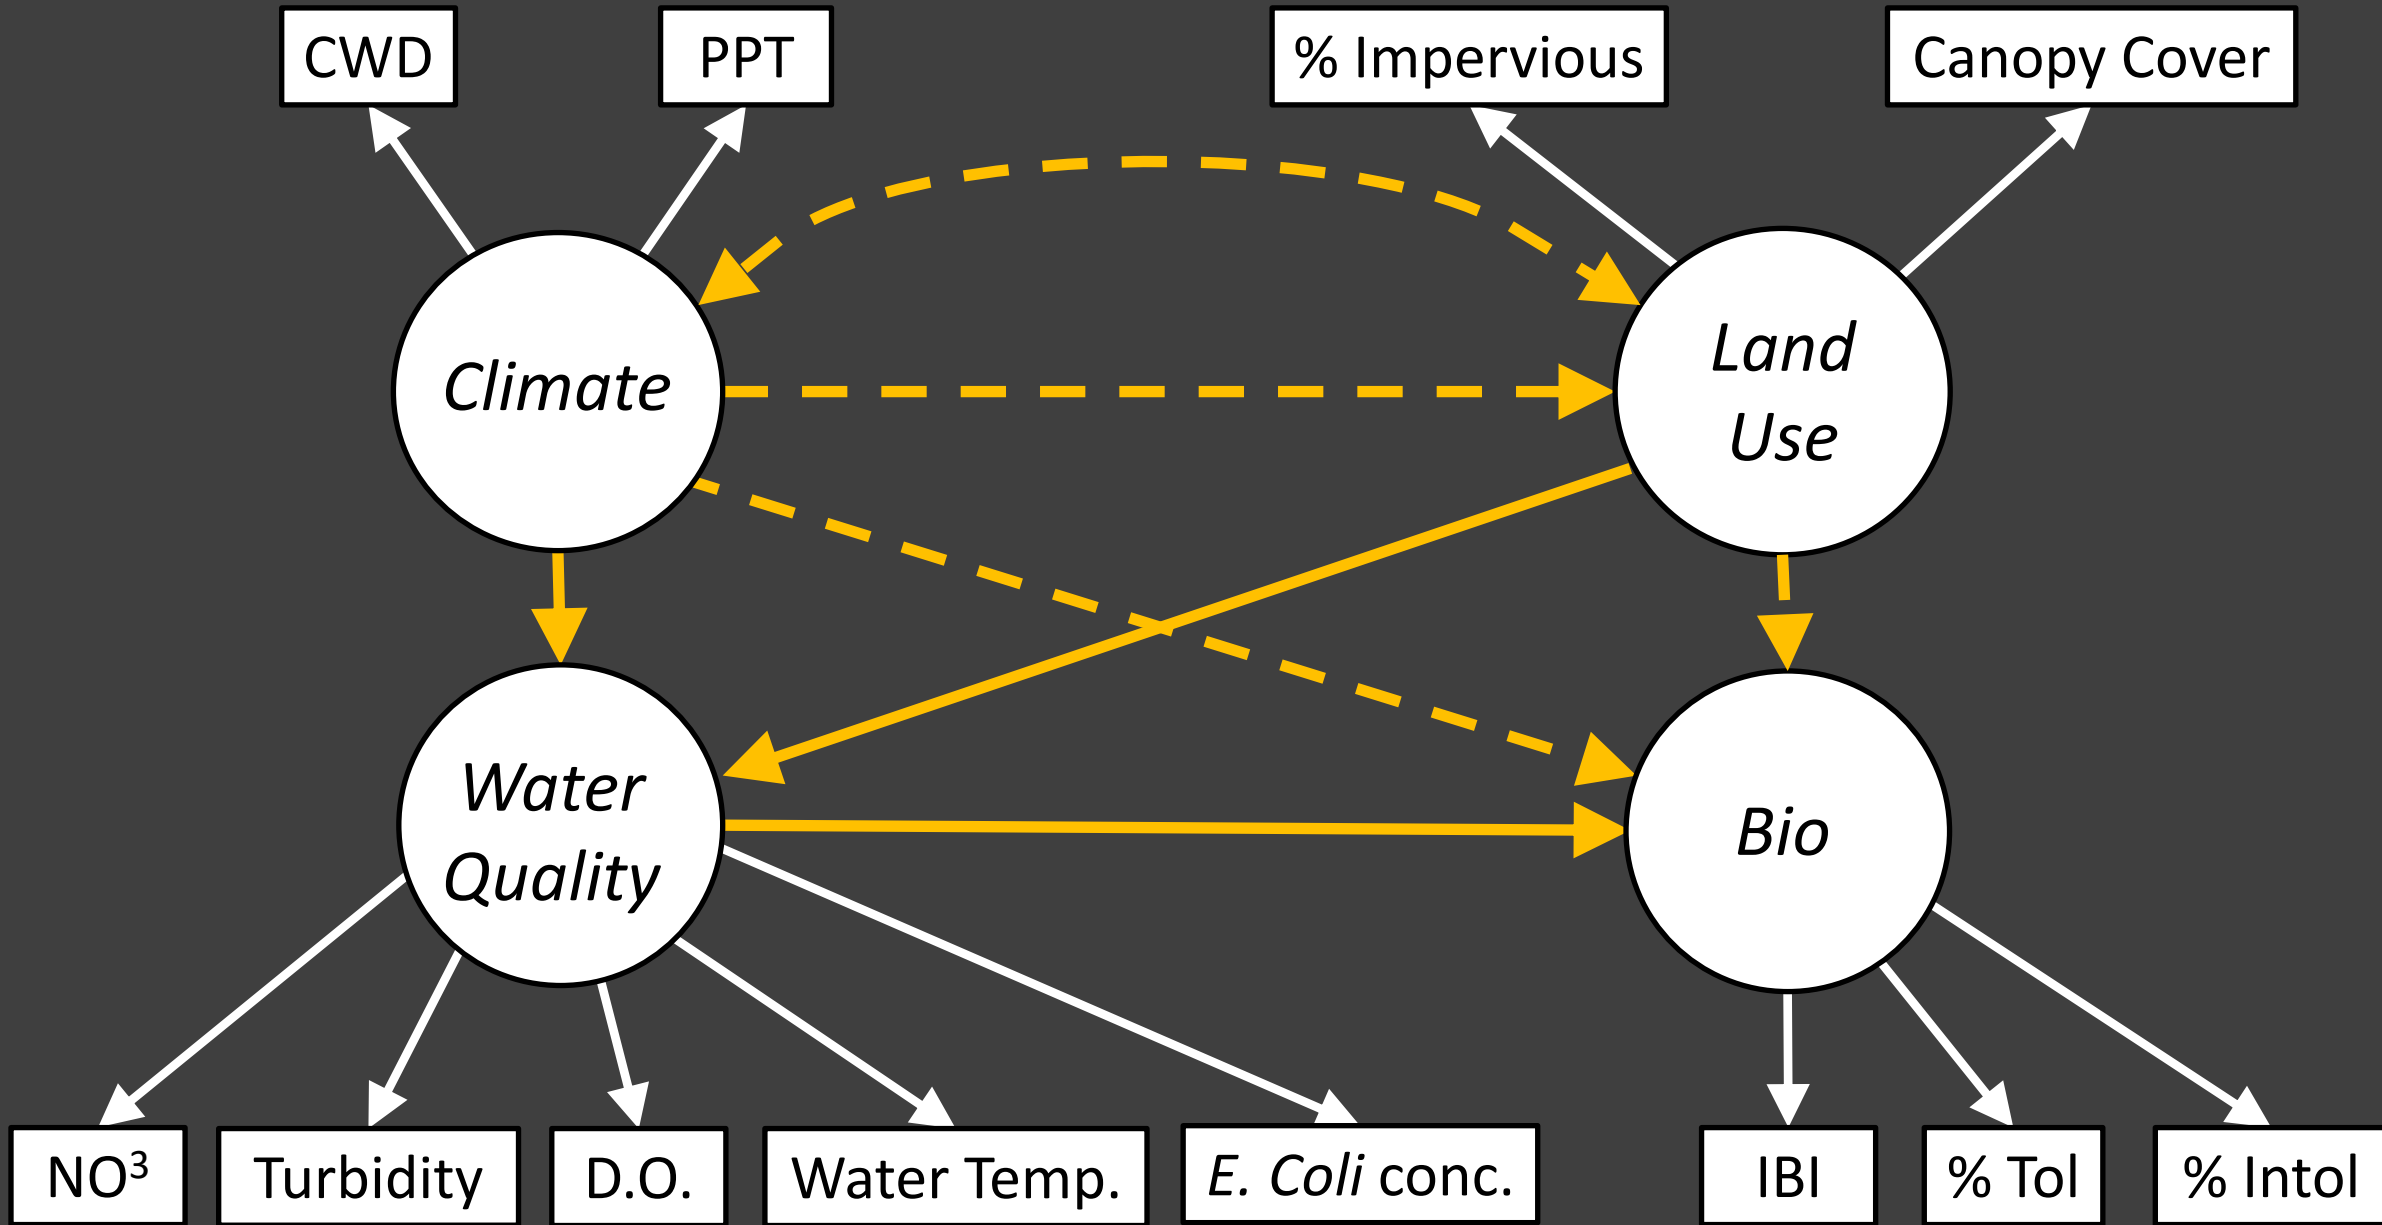 CWD
PPT
% Impervious
Canopy Cover
Climate
Land
Use
Water
Quality
Bio
NO³
Turbidity
D.O.
Water Temp.
E. Coli conc.
IBI
% Tol
% Intol